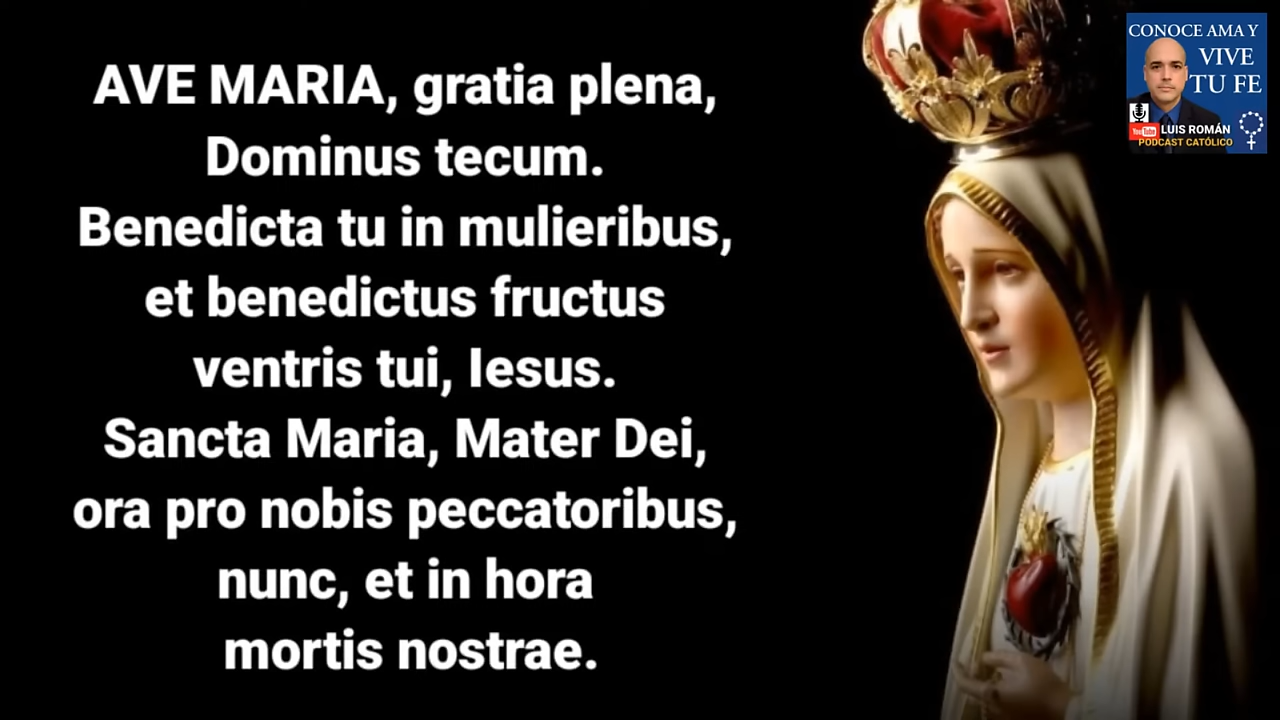 AVE MARIA, gratia plena,
Dominus tecum.
Benedicta tu in mulieribus,
et benedictus fructus
ventris tui, Iesus.
Sancta Maria, Mater Dei,
ora pro nobis peccatoribus,
nunc, et in hora
mortis nostrae.
CONOCE AMA Y
VIVE
TU FE
YouTube
LUIS ROMÁN
PODCAST CATÓLICO